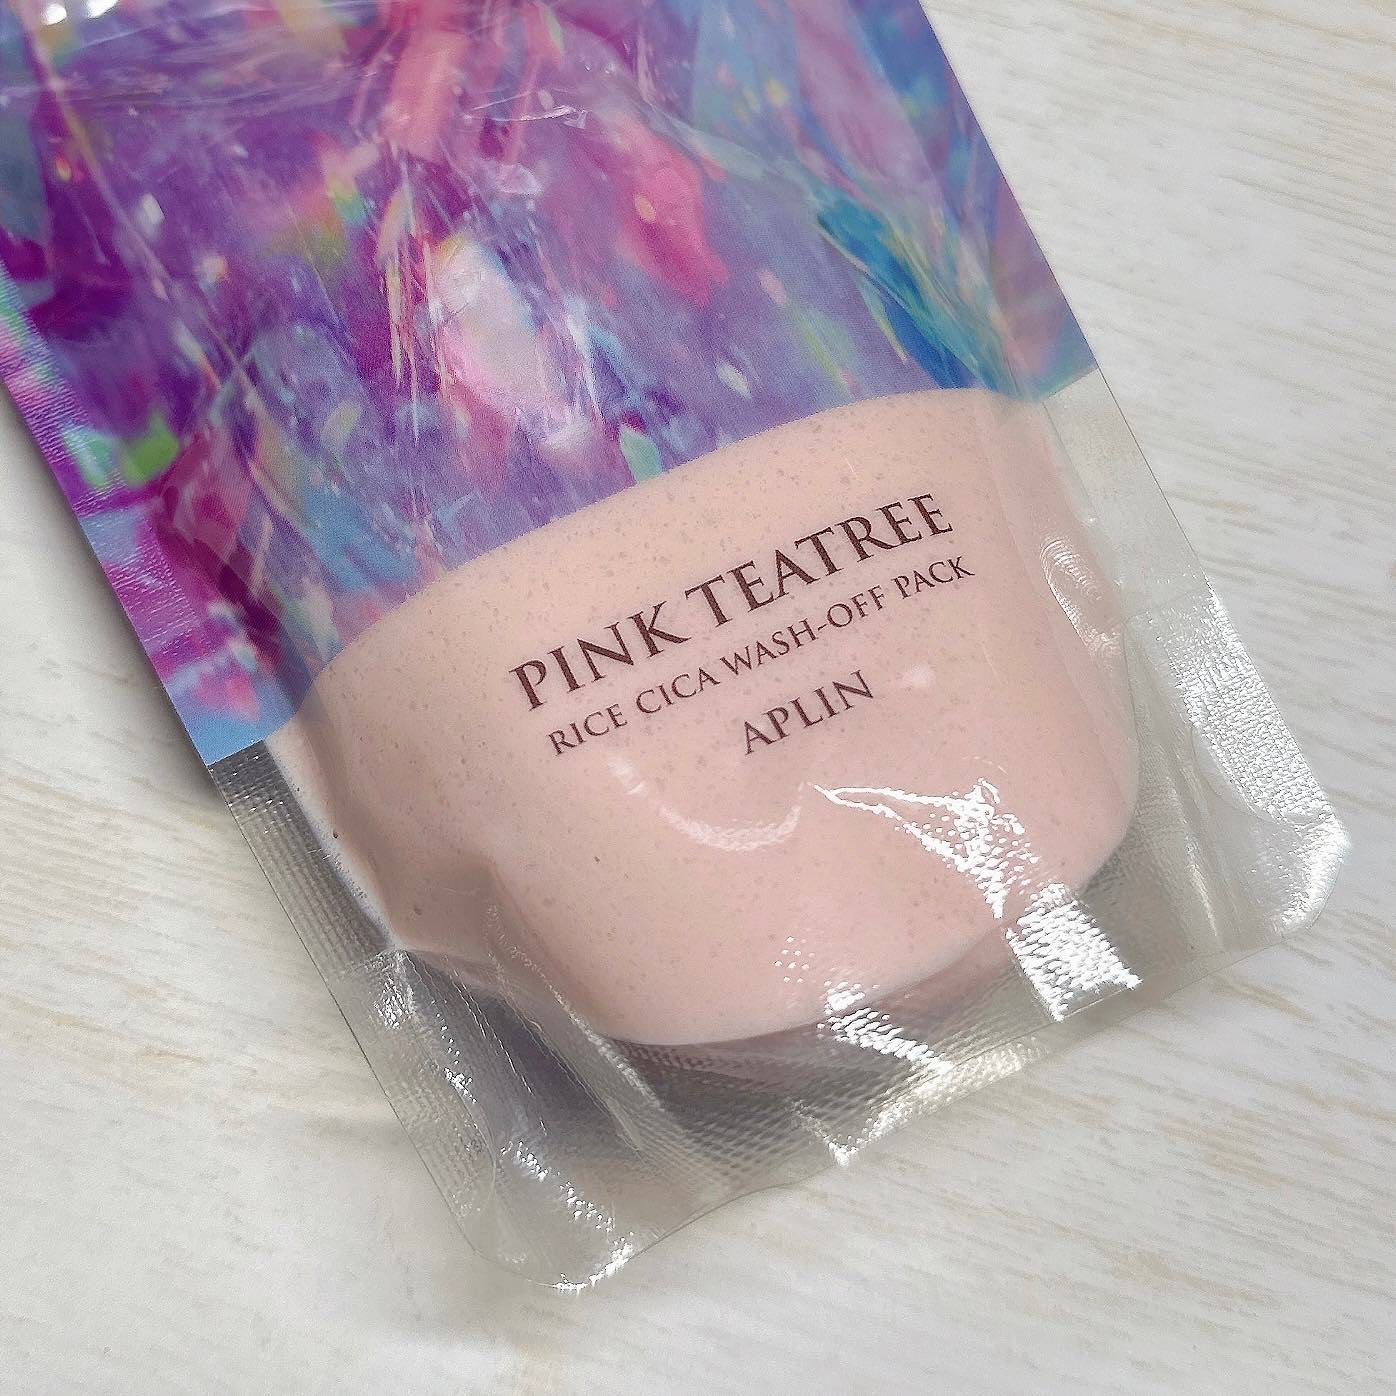 PINK TEATREE
RICE CICA WASH-OFF PACK
APLIN